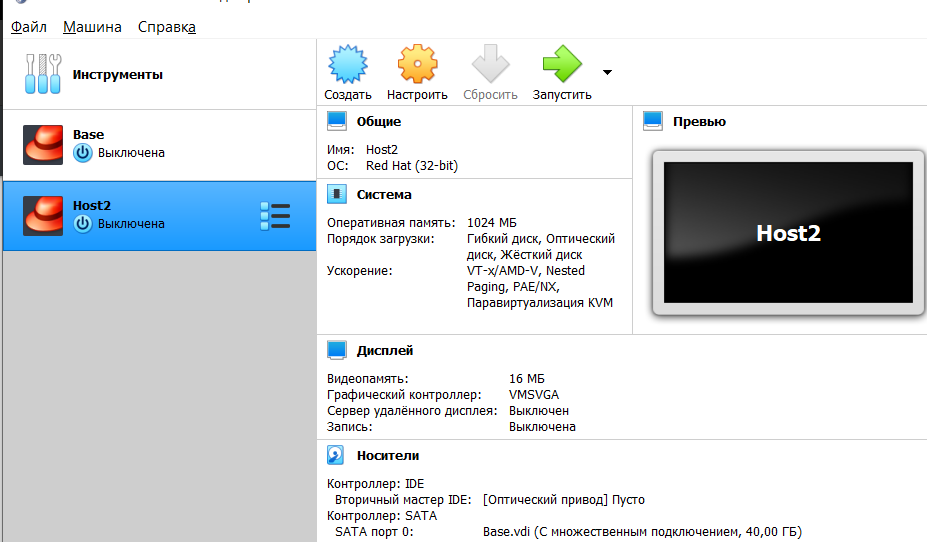 Файл Машина Справка
Инструменты
Base
Выключена
Host2
Выключена
Создать Настроить Сбросить Запустить
Общие
Имя: Host2
ОС: Red Hat (32-bit)
Система
Оперативная память: 1024 МБ
Порядок загрузки: Гибкий диск, Оптический
диск, Жёсткий диск
Ускорение: VT-x/AMD-V, Nested
Paging, PAE/NX,
Паравиртуализация KVM
Превью
Host2
Дисплей
Видеопамять: 16 МБ
Графический контроллер: VMSVGA
Сервер удалённого дисплея: Выключен
Запись: Выключена
Носители
Контроллер: IDE
Вторичный мастер IDE: [Оптический привод] Пусто
Контроллер: SATA
SATA порт 0: Base.vdi (С множественным подключением, 40,00 ГБ)